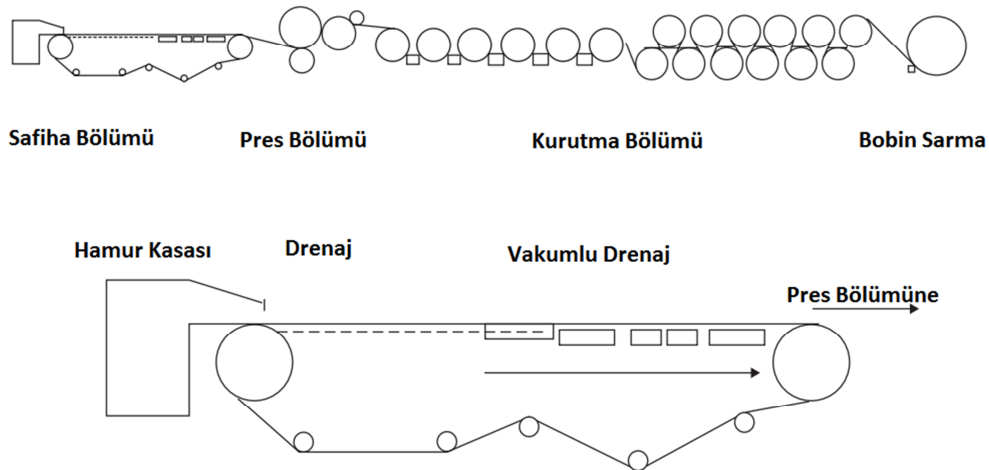 Safiha Bölümü
Pres Bölümü
Kurutma Bölümü
Bobin Sarma
Hamur Kasası
Drenaj
Vakumlu Drenaj
Pres Bölümüne